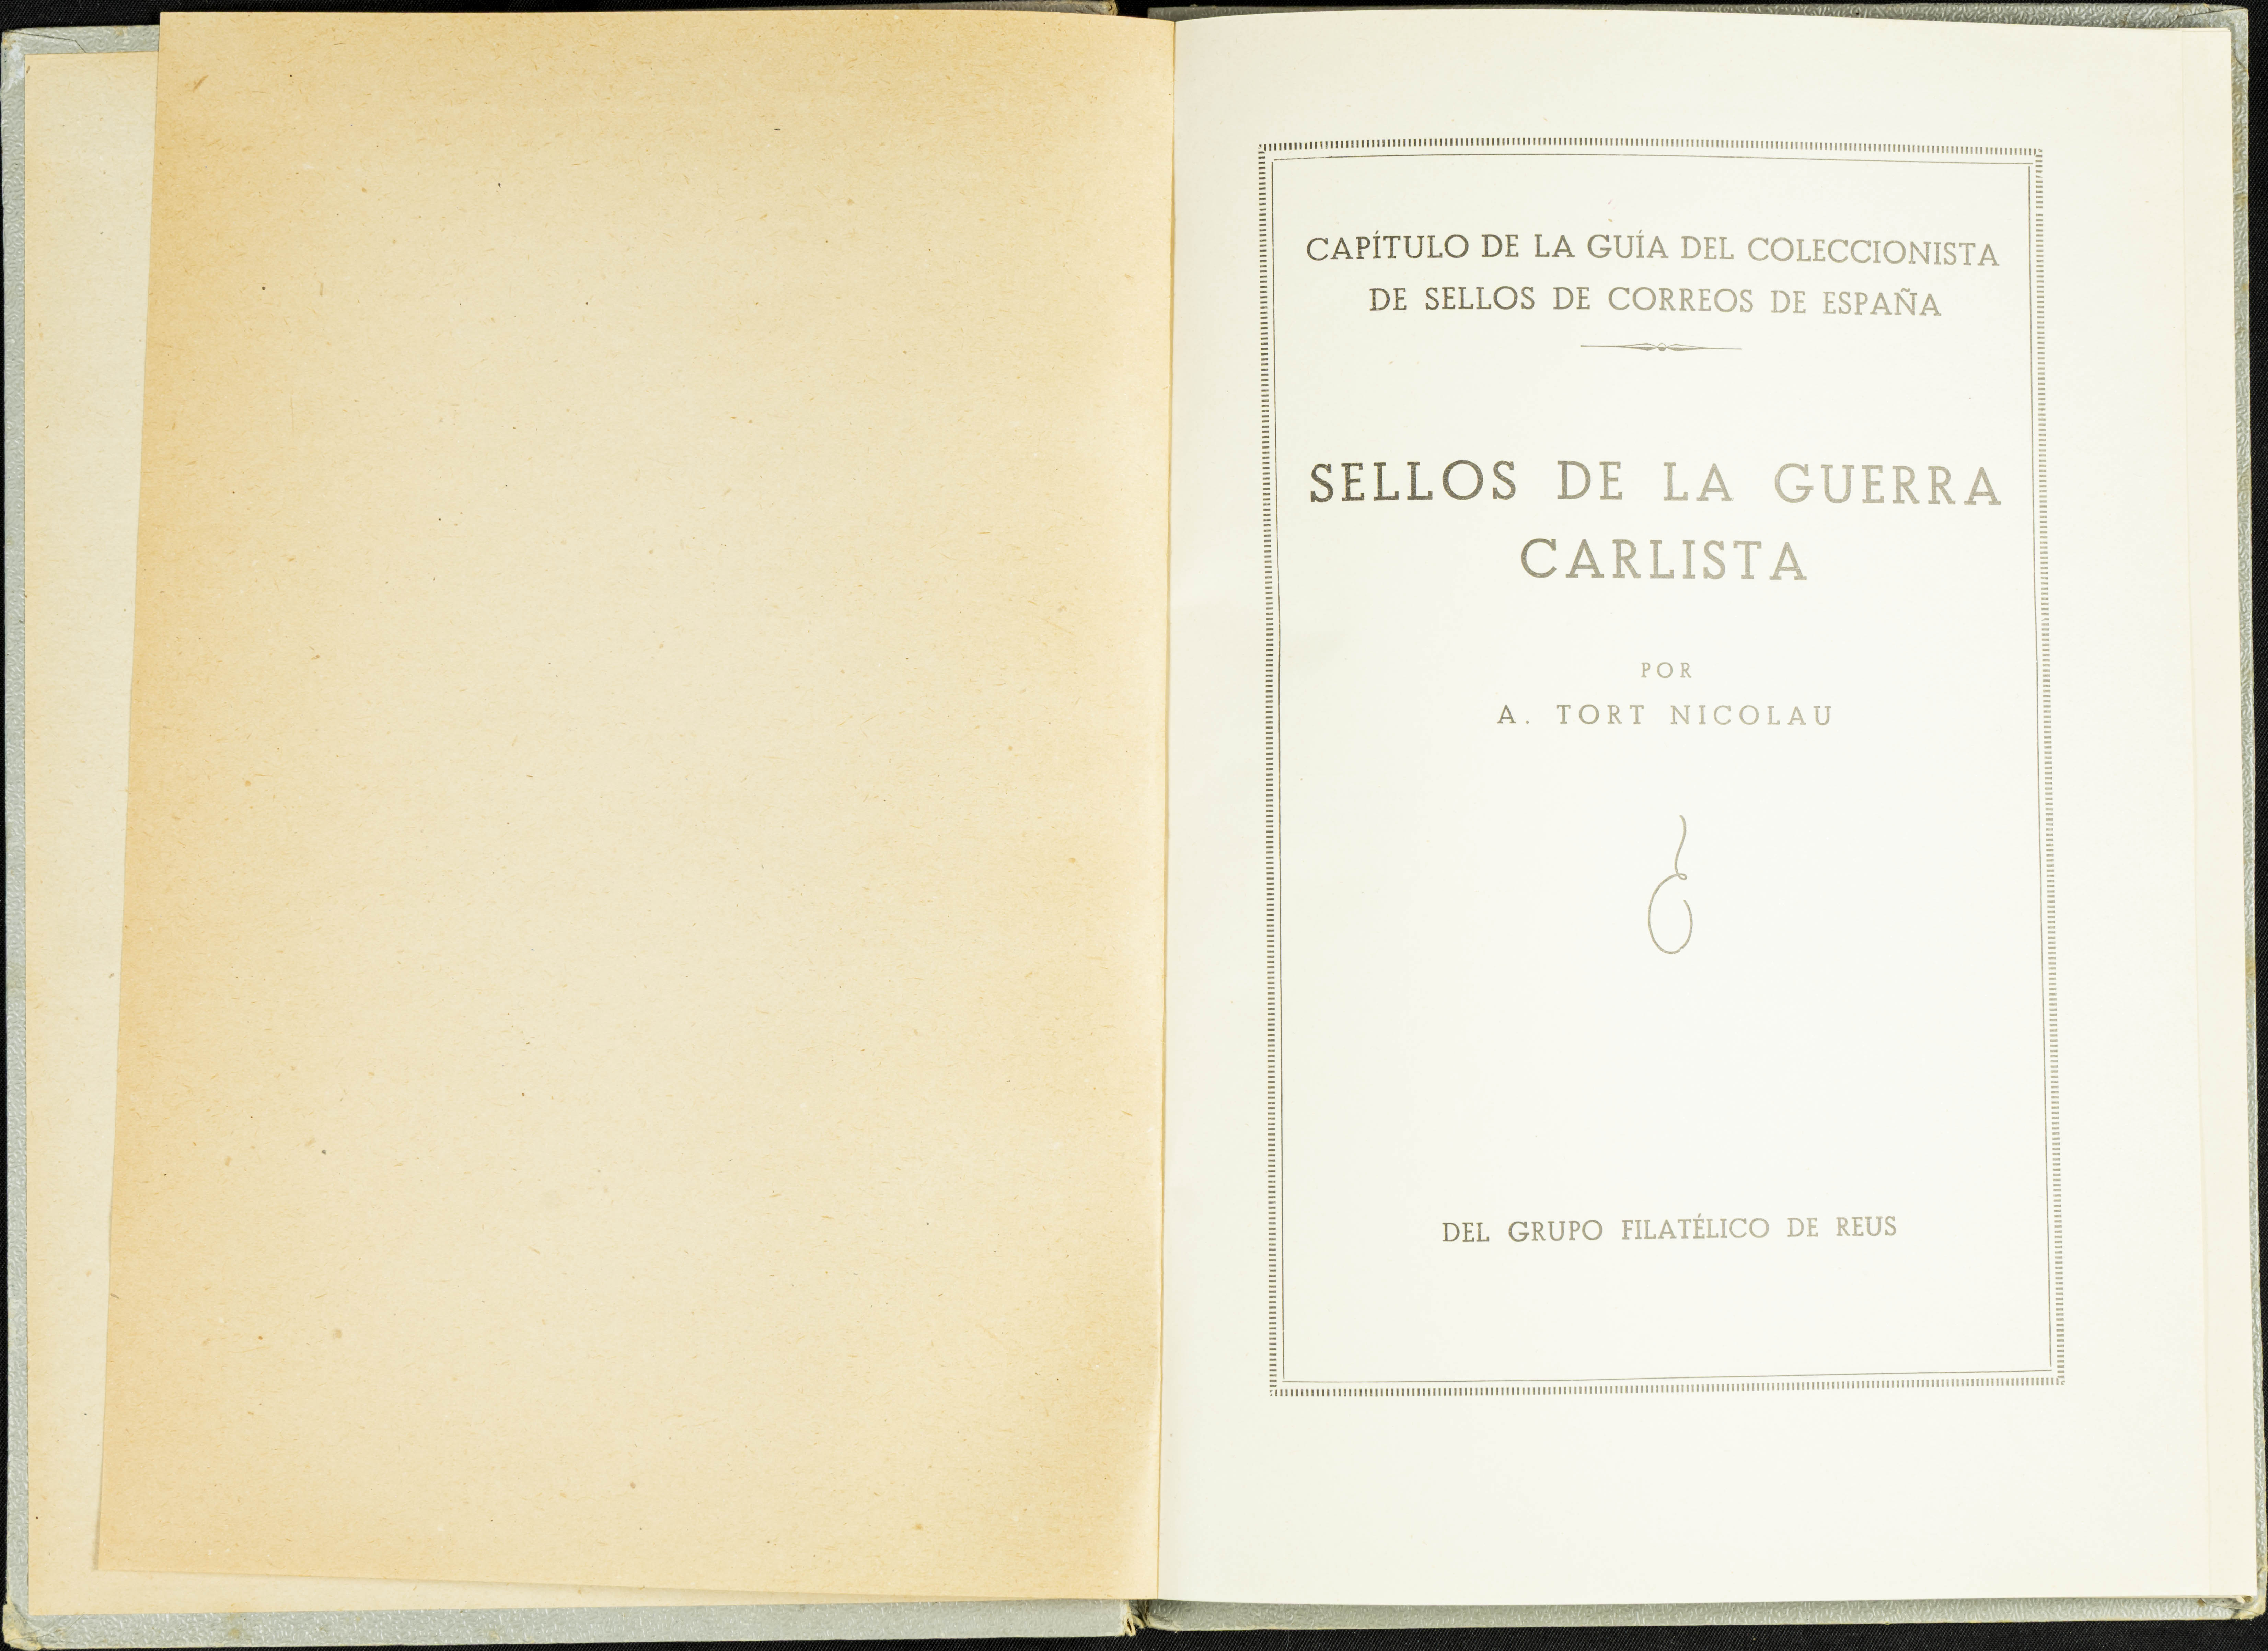 CAPÍTULO DE LA GUÍA DEL COLECCIONISTA
DE SELLOS DE CORREOS DE ESPAÑA
SELLOS DE LA GUERRA
CARLISTA
POR
A. TORT NICOLAU
DEL GRUPO FILATÉLICO DE REUS